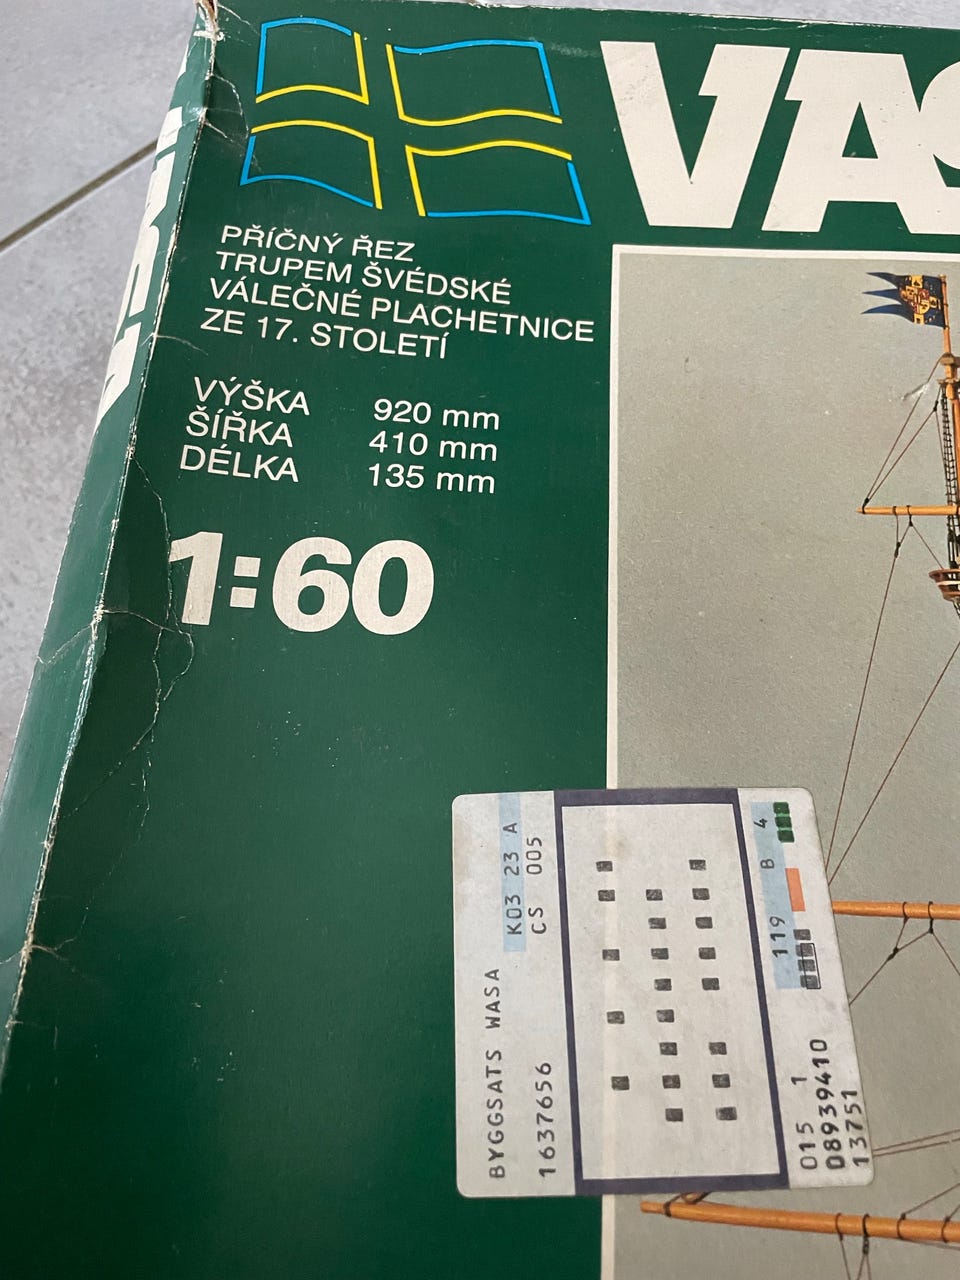 VAS
PŘÍČNÝ ŘEZ
TRUPEM ŠVÉDSKÉ
VÁLEČNÉ PLACHETNICE
ZE 17. STOLETÍ
VÝŠKA 920 mm
ŠÍŘKA 410 mm
DÉLKA 135 mm
1:60
BYGGSATS WASA K03 23 A
1637656 CS 005
119 B 4
015 1
08939410
13751